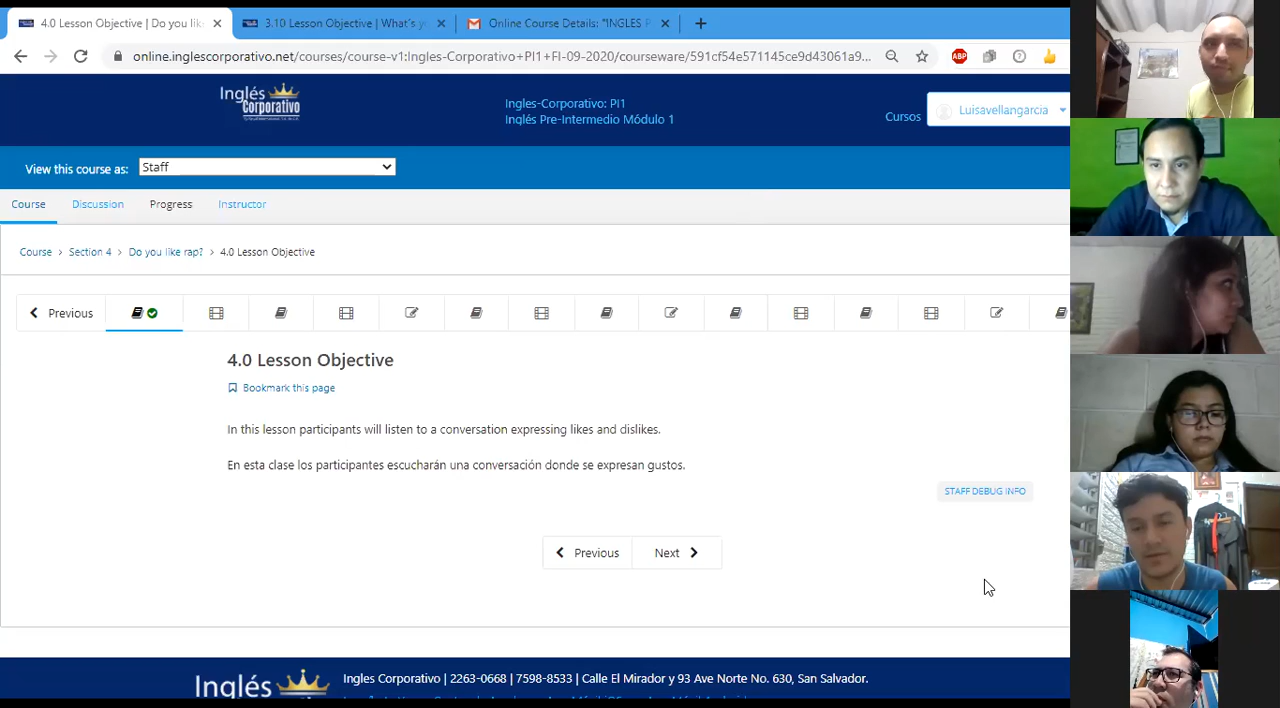 4.0 Lesson Objective | Do you lik
3.10 Lesson Objective | What's y
Online Course Details: "INGLES P
online.inglescorporativo.net/courses/course-v1:Ingles-Corporativo+PI1+FI-09-2020/courseware/591cf54e571145ce9d43061a9...
ABP
Inglés
Corporativo
Ingles-Corporativo: PI1
Inglés Pre-Intermedio Módulo 1
Cursos
Luisavellangarcia
View this course as:
Staff
Course
Discussion
Progress
Instructor
Course > Section 4 > Do you like rap? > 4.0 Lesson Objective
Previous
4.0 Lesson Objective
Bookmark this page
In this lesson participants will listen to a conversation expressing likes and dislikes.
En esta clase los participantes escucharán una conversación donde se expresan gustos.
STAFF DEBUG INFO
Previous
Next
Inglés
Ingles Corporativo | 2263-0668 | 7598-8533 | Calle El Mirador y 93 Ave Norte No. 630, San Salvador.